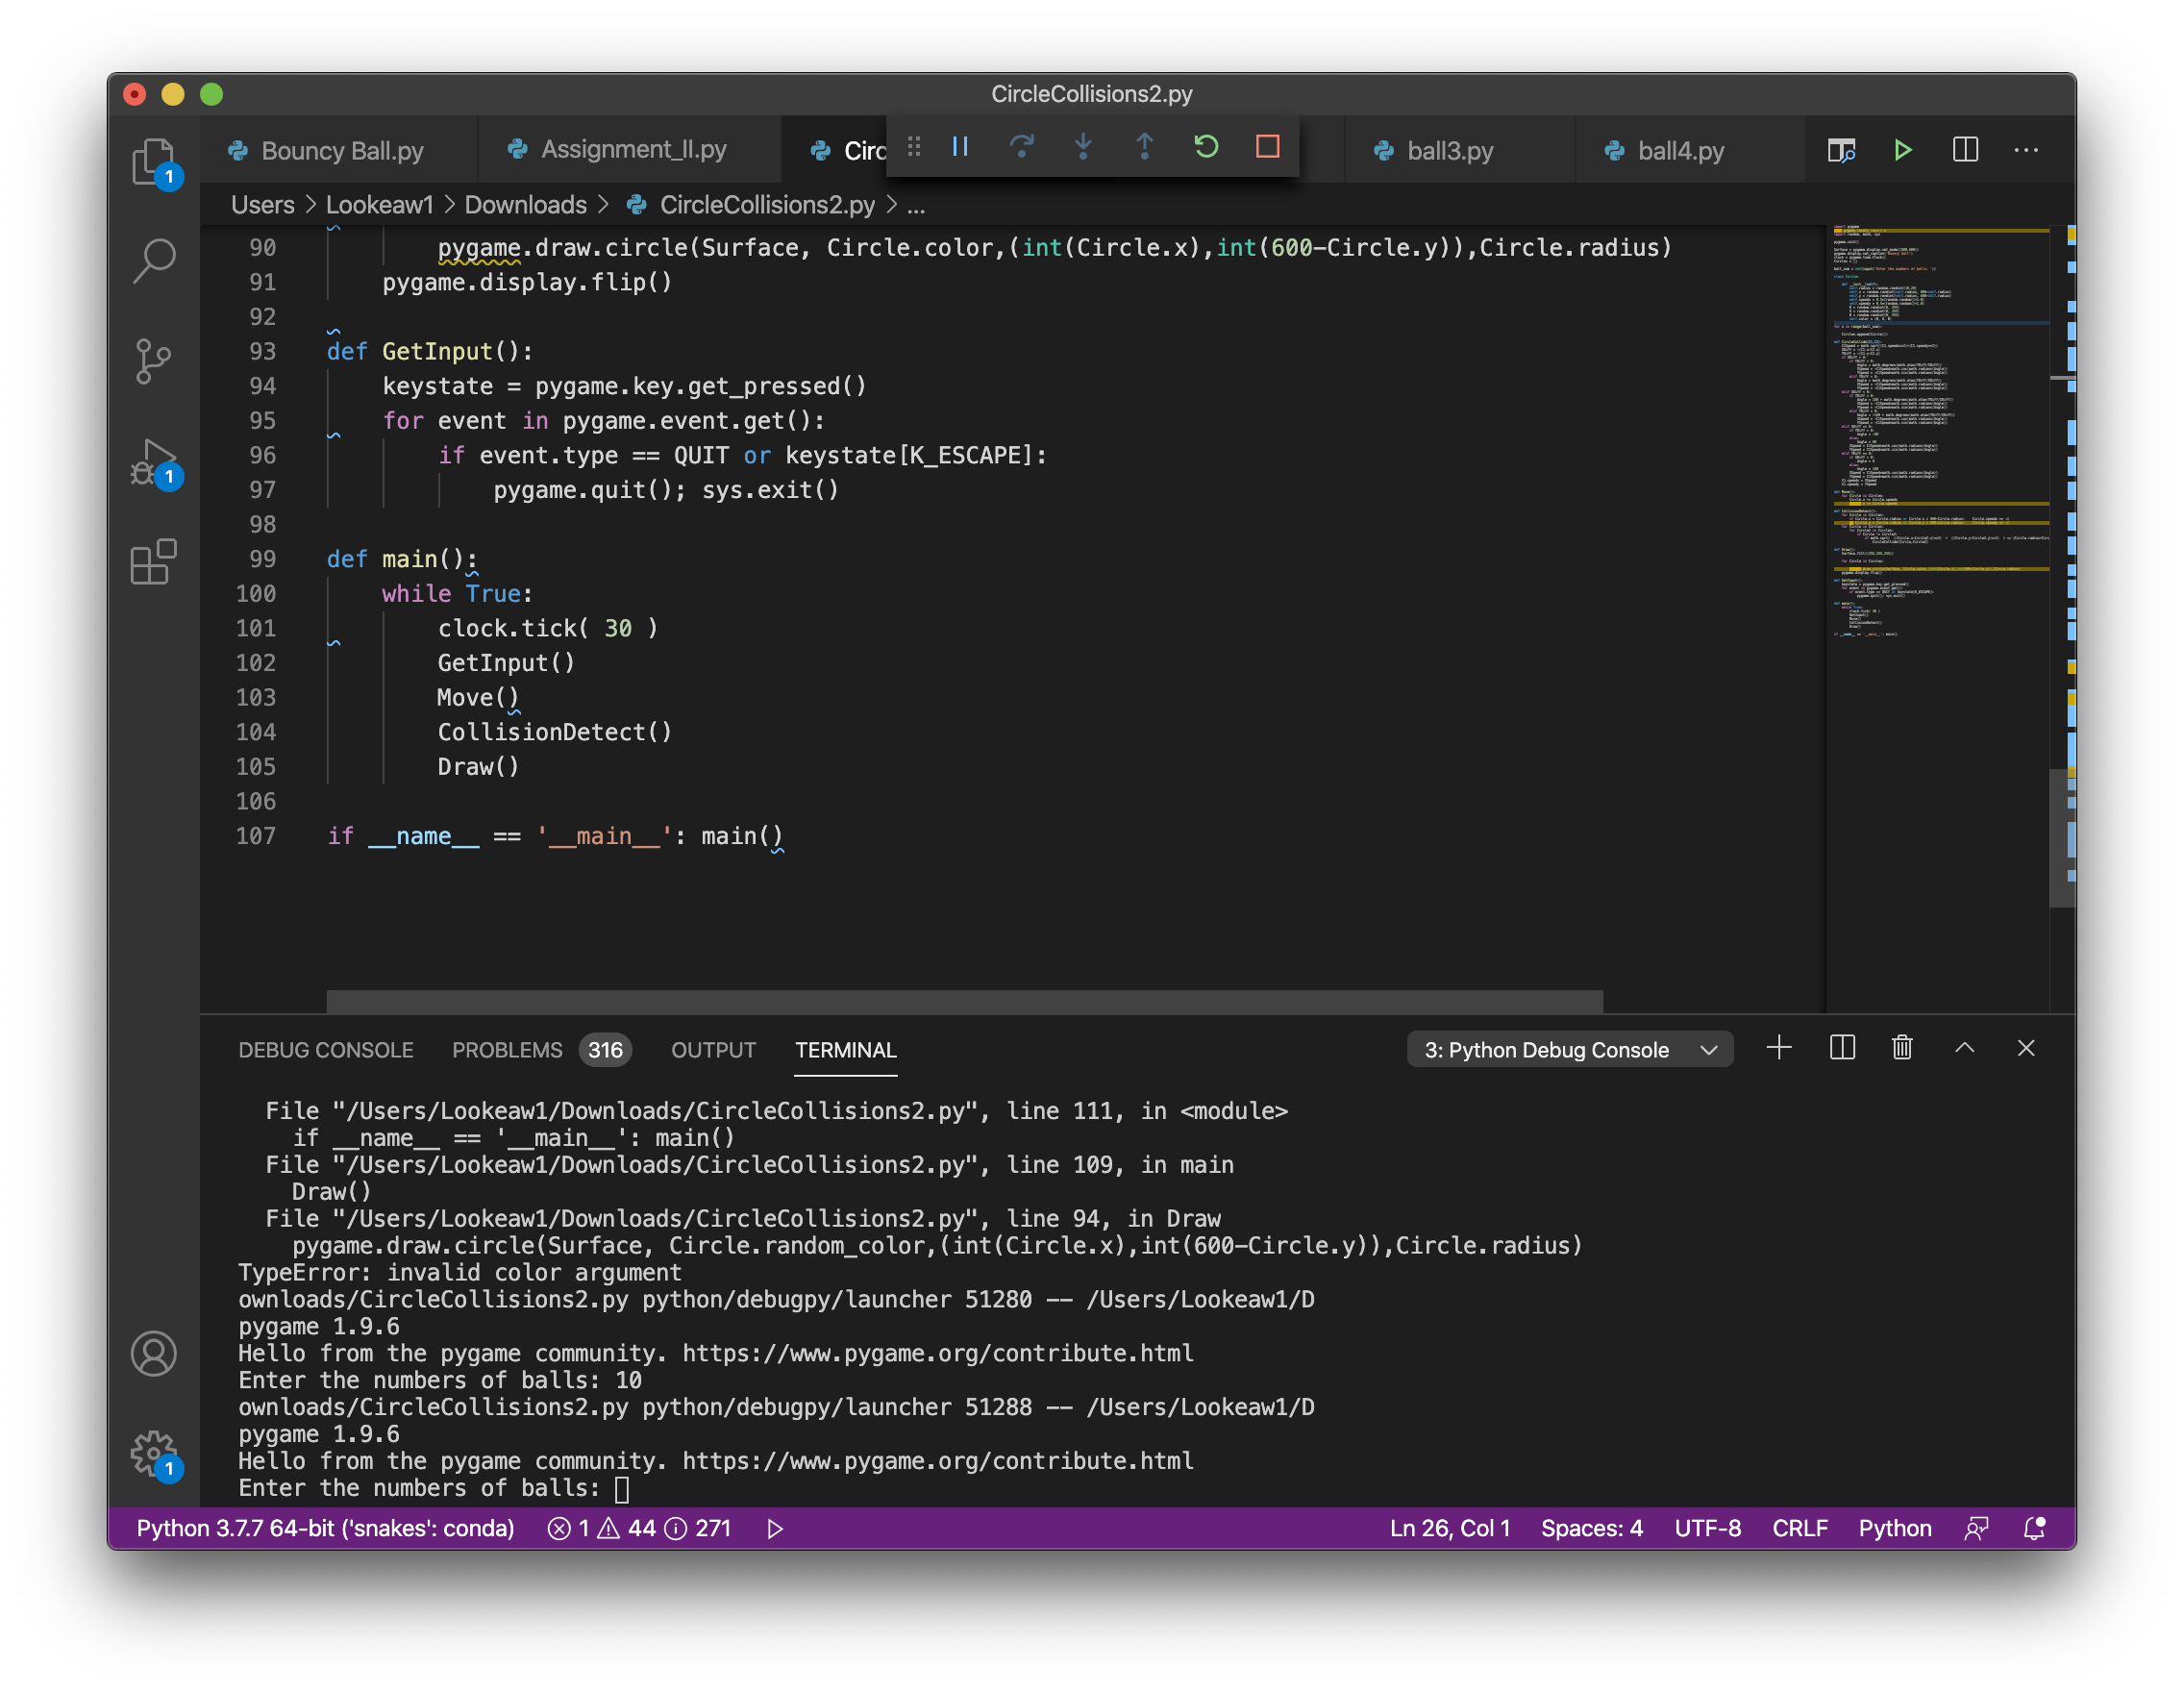 CircleCollisions2.py
Bouncy Ball.py
Assignment_II.py
Circ
ball3.py
ball4.py
Users > Lookeaw1 > Downloads > CircleCollisions2.py > ...
90 pygame.draw.circle(Surface, Circle.color,(int(Circle.x),int(600-Circle.y)),Circle.radius)
91 pygame.display.flip()
92
93 def GetInput():
94 keystate = pygame.key.get_pressed()
95 for event in pygame.event.get():
96 if event.type == QUIT or keystate[K_ESCAPE]:
97 pygame.quit(); sys.exit()
98
99 def main():
100 while True:
101 clock.tick( 30 )
102 GetInput()
103 Move()
104 CollisionDetect()
105 Draw()
106
107 if __name__ == '__main__': main()
1
1
1
DEBUG CONSOLE PROBLEMS 316 OUTPUT TERMINAL 3: Python Debug Console
File "/Users/Lookeaw1/Downloads/CircleCollisions2.py", line 111, in <module>
if __name__ == '__main__': main()
File "/Users/Lookeaw1/Downloads/CircleCollisions2.py", line 109, in main
Draw()
File "/Users/Lookeaw1/Downloads/CircleCollisions2.py", line 94, in Draw
pygame.draw.circle(Surface, Circle.random_color,(int(Circle.x),int(600-Circle.y)),Circle.radius)
TypeError: invalid color argument
ownloads/CircleCollisions2.py python/debugpy/launcher 51280 -- /Users/Lookeaw1/D
pygame 1.9.6
Hello from the pygame community. https://www.pygame.org/contribute.html
Enter the numbers of balls: 10
ownloads/CircleCollisions2.py python/debugpy/launcher 51288 -- /Users/Lookeaw1/D
pygame 1.9.6
Hello from the pygame community. https://www.pygame.org/contribute.html
Enter the numbers of balls:
Python 3.7.7 64-bit ('snakes': conda) 1 44 271 Ln 26, Col 1 Spaces: 4 UTF-8 CRLF Python